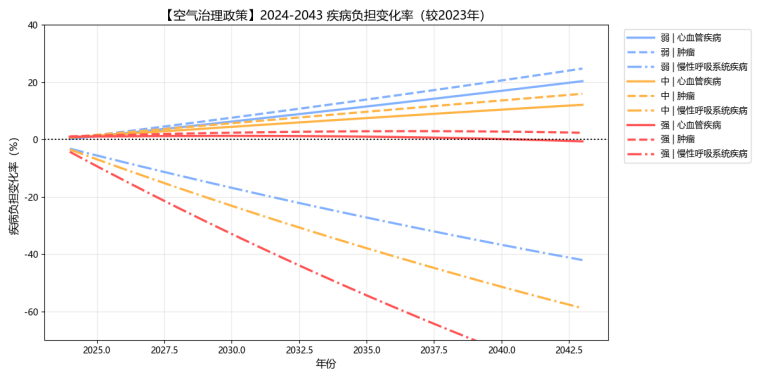 【空气治理政策】2024-2043 疾病负担变化率（较2023年）
疾病负担变化率（%）
40
20
0
-20
-40
-60
2025.0
2027.5
2030.0
2032.5
2035.0
2037.5
2040.0
2042.5
年份
弱 | 心血管疾病
弱 | 肿瘤
弱 | 慢性呼吸系统疾病
中 | 心血管疾病
中 | 肿瘤
中 | 慢性呼吸系统疾病
强 | 心血管疾病
强 | 肿瘤
强 | 慢性呼吸系统疾病